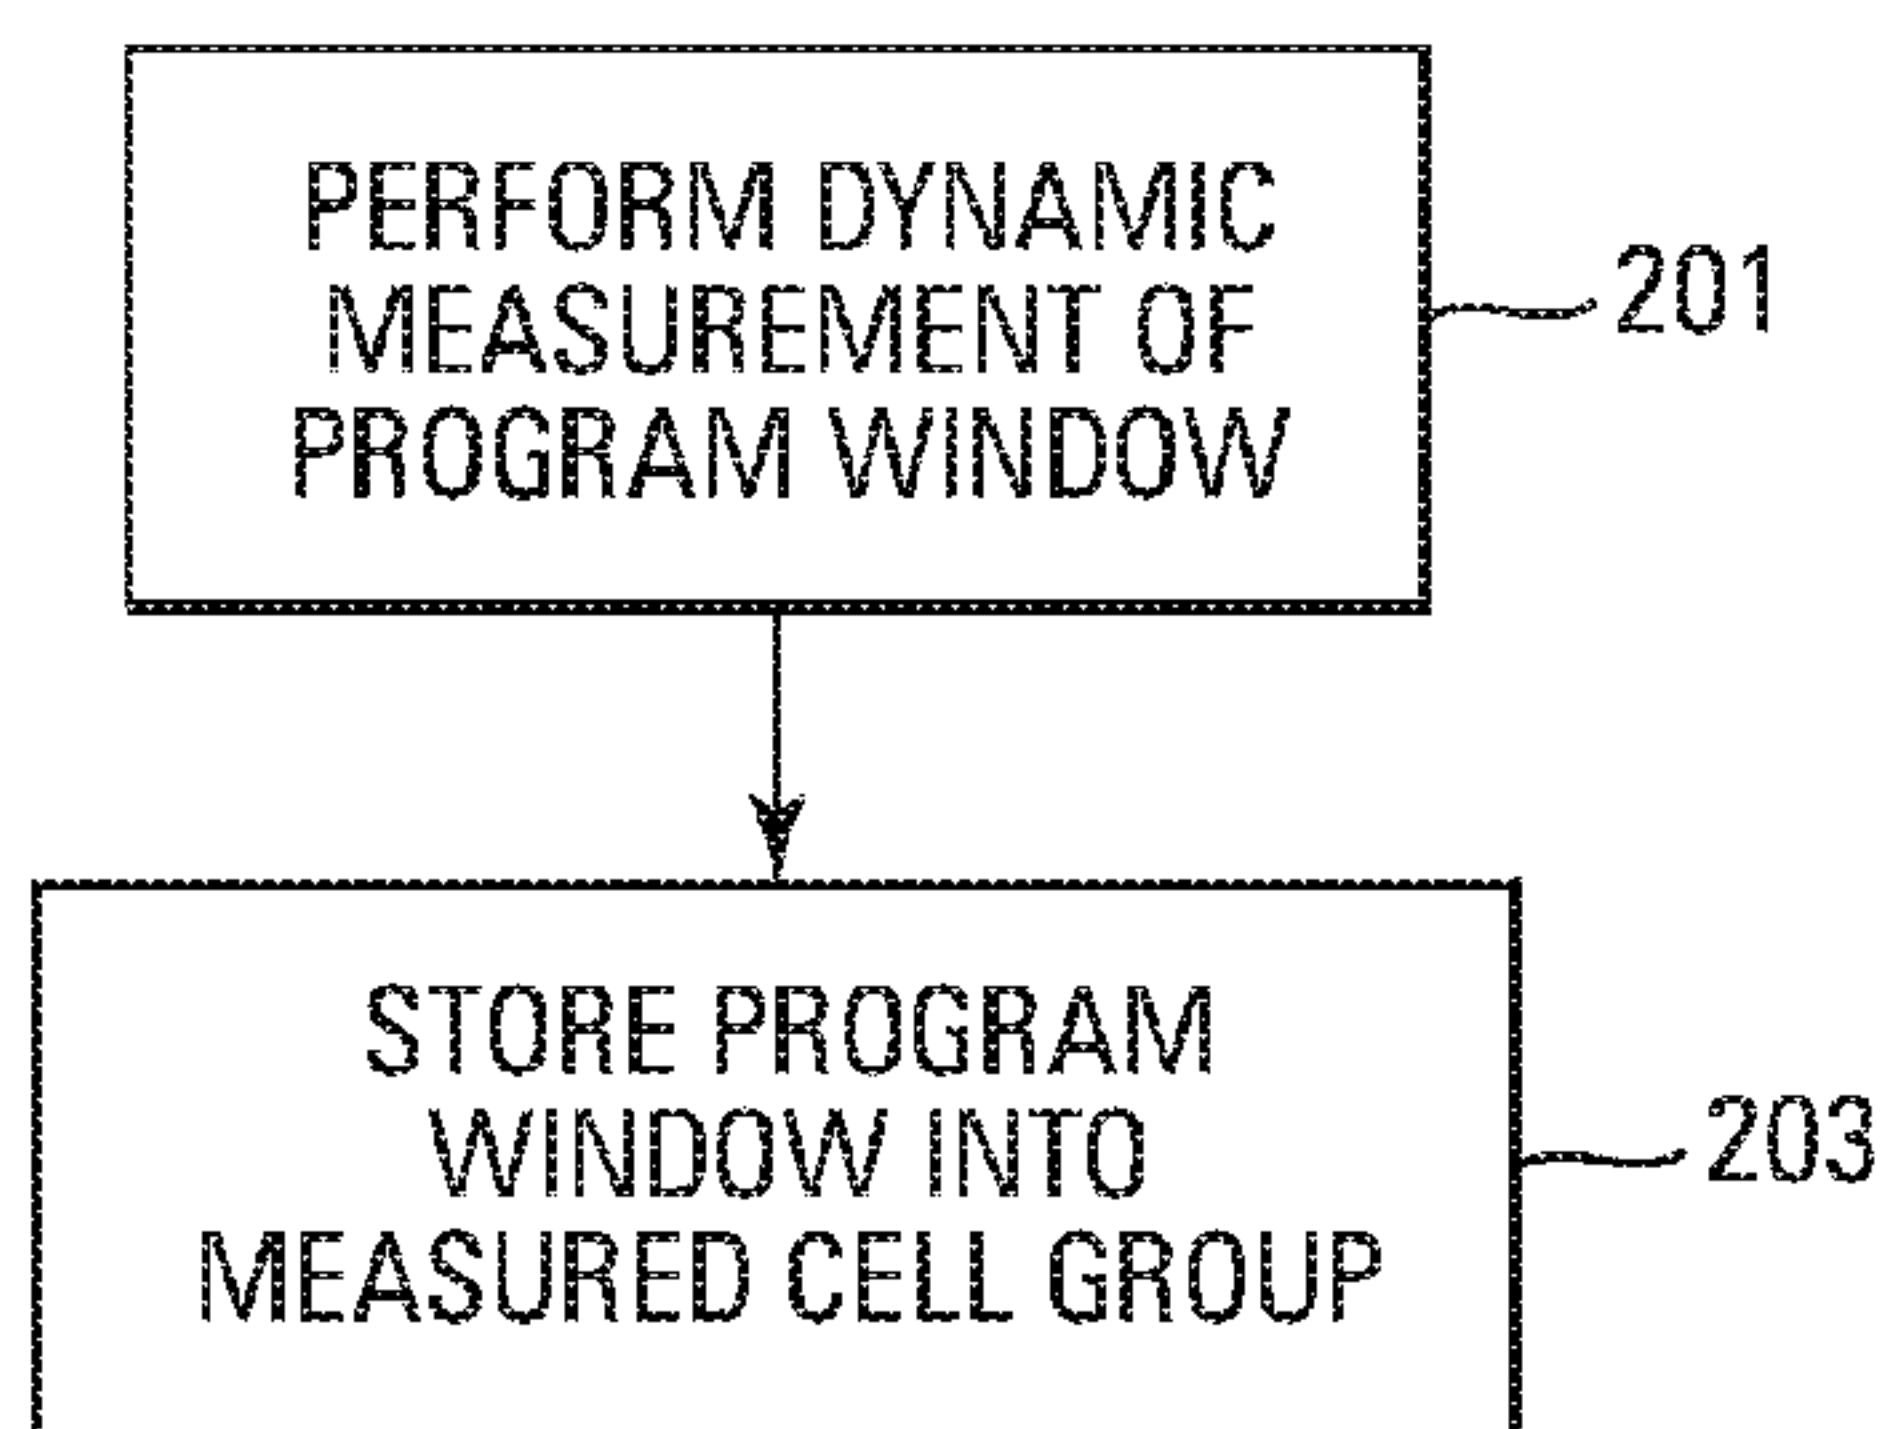 PERFORM DYNAMIC
MEASUREMENT OF
PROGRAM WINDOW
201
STORE PROGRAM
WINDOW INTO
MEASURED CELL GROUP
203